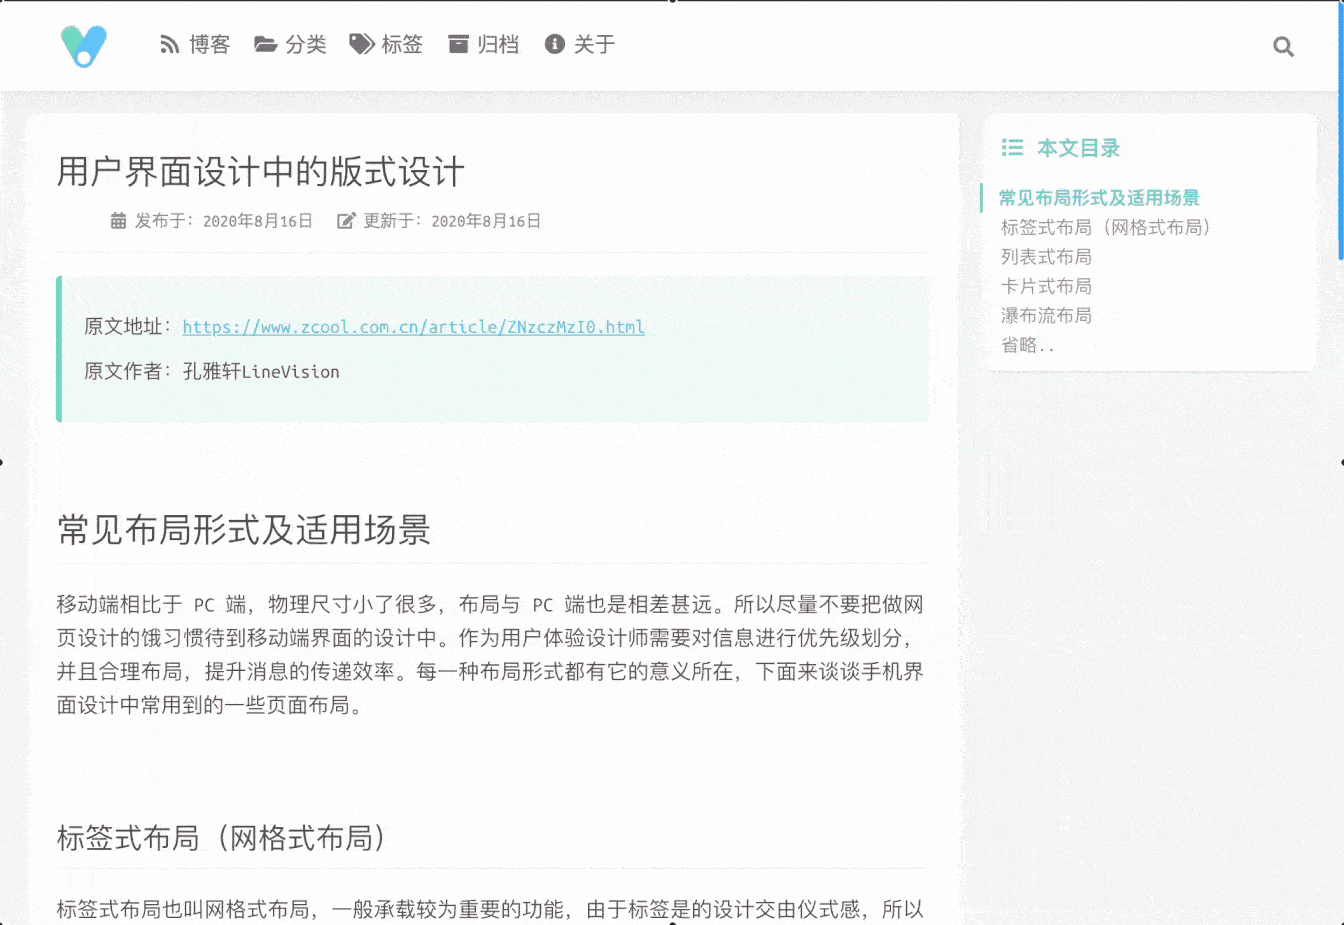 博客 分类 标签 归档 关于
用户界面设计中的版式设计
发布于：2020年8月16日 更新于：2020年8月16日
原文地址：https://www.zcool.com.cn/article/ZNzczMzI0.html
原文作者：孔雅轩LineVision
常见布局形式及适用场景
移动端相比于 PC 端，物理尺寸小了很多，布局与 PC 端也是相差甚远。所以尽量不要把做网
页设计的饿习惯待到移动端界面的设计中。作为用户体验设计师需要对信息进行优先级划分，
并且合理布局，提升消息的传递效率。每一种布局形式都有它的意义所在，下面来谈谈手机界
面设计中常用到的一些页面布局。
标签式布局（网格式布局）
标签式布局也叫网格式布局，一般承载较为重要的功能，由于标签是的设计交由仪式感，所以
本文目录
常见布局形式及适用场景
标签式布局（网格式布局）
列表式布局
卡片式布局
瀑布流布局
省略..